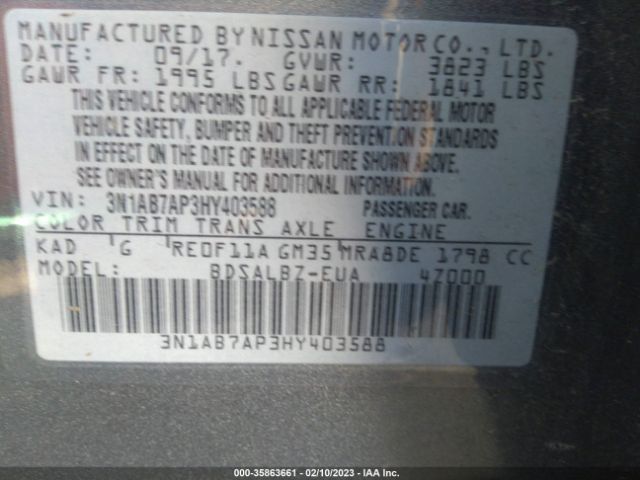 MANUFACTURED BY NISSAN MOTOR CO., LTD.
DATE: 09/17. GVWR: 3823 LBS
GAWR FR: 1995 LBS GAWR RR: 1841 LBS
THIS VEHICLE CONFORMS TO ALL APPLICABLE FEDERAL MOTOR
VEHICLE SAFETY, BUMPER AND THEFT PREVENTION STANDARDS
IN EFFECT ON THE DATE OF MANUFACTURE SHOWN ABOVE.
SEE OWNER'S MANUAL FOR ADDITIONAL INFORMATION.
VIN: 3N1AB7AP3HY403588 PASSENGER CAR.
COLOR TRIM TRANS AXLE ENGINE
KAD G RE0F11A GM35 MRA8DE 1798 CC
MODEL BDSALBZ-EUA 4Z000
3N1AB7AP3HY403588
000-35863661 — 02/10/2023 — IAA Inc.